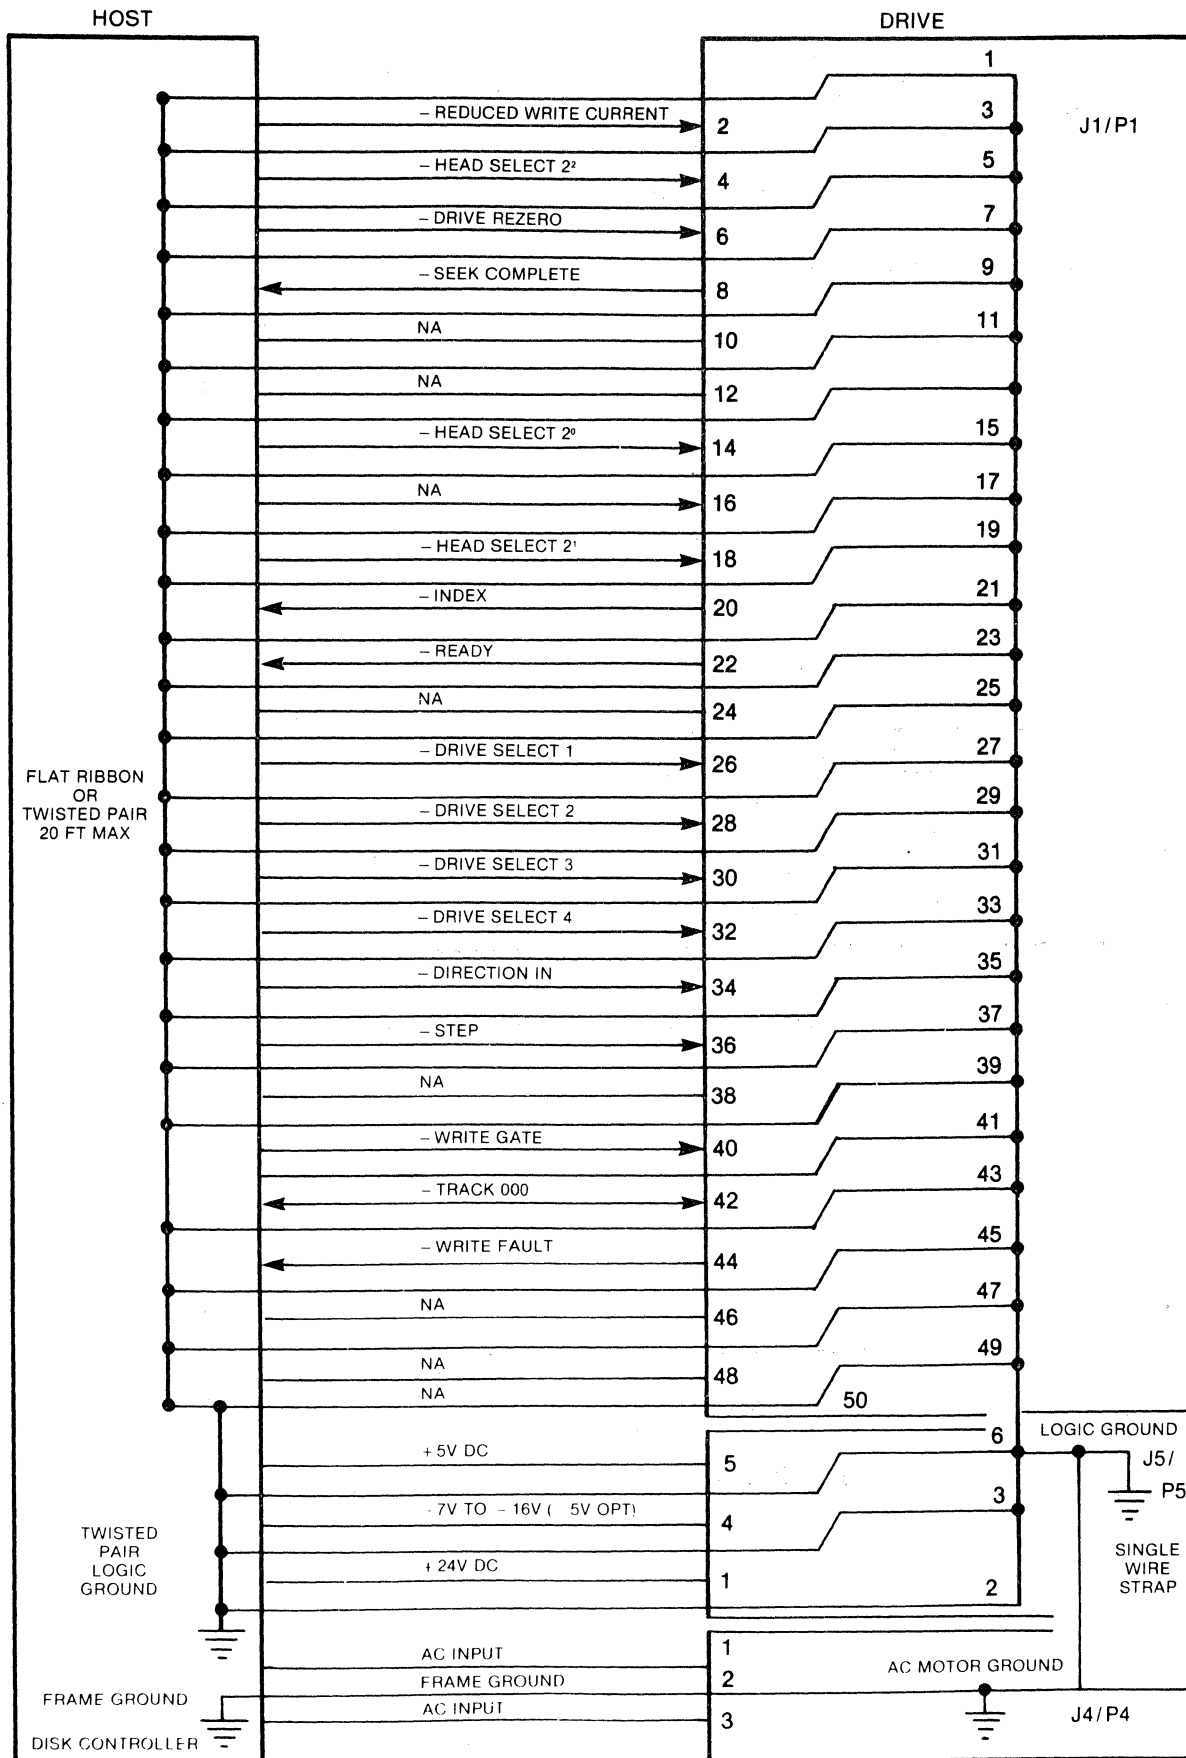 HOST
DRIVE
1
– REDUCED WRITE CURRENT
2
3
J1/P1
– HEAD SELECT 2²
4
5
– DRIVE REZERO
6
7
– SEEK COMPLETE
8
9
NA
10
11
NA
12
– HEAD SELECT 2⁰
14
15
NA
16
17
– HEAD SELECT 2¹
18
19
– INDEX
20
21
– READY
22
23
NA
24
25
– DRIVE SELECT 1
26
27
FLAT RIBBON
OR
TWISTED PAIR
20 FT MAX
– DRIVE SELECT 2
28
29
– DRIVE SELECT 3
30
31
– DRIVE SELECT 4
32
33
– DIRECTION IN
34
35
– STEP
36
37
NA
38
39
– WRITE GATE
40
41
– TRACK 000
42
43
– WRITE FAULT
44
45
NA
46
47
NA
48
49
NA
50
+ 5V DC
5
6
LOGIC GROUND
J5/
P5
- 7V TO – 16V ( 5V OPT)
4
3
TWISTED
PAIR
LOGIC
GROUND
+ 24V DC
1
2
SINGLE
WIRE
STRAP
AC INPUT
1
FRAME GROUND
2
AC MOTOR GROUND
AC INPUT
3
J4/P4
FRAME GROUND
DISK CONTROLLER